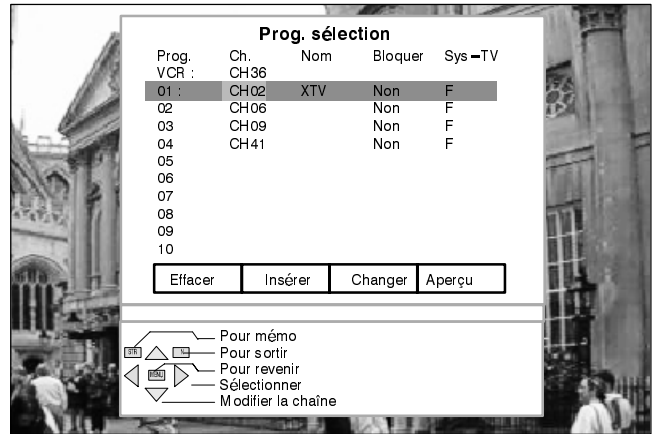 Prog. sélection
Prog. Ch. Nom Bloquer Sys–TV
VCR : CH36
01 : CH02 XTV Non F
02 CH06 Non F
03 CH09 Non F
04 CH41 Non F
05
06
07
08
09
10
Effacer Insérer Changer Aperçu
Pour mémo
STR N
Pour sortir
MENU
Pour revenir
Sélectionner
Modifier la chaîne